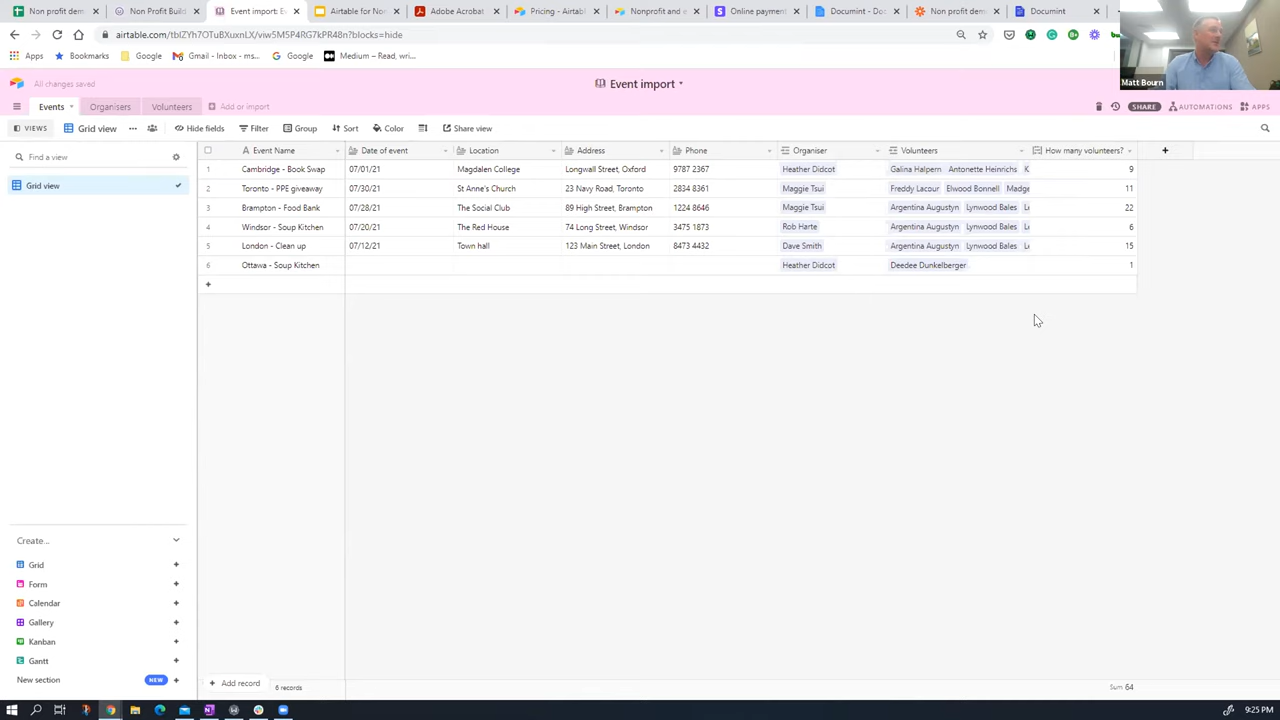 Non profit dem
Non Profit Build
Event import: E
Airtable for Non
Adobe Acrobat
Pricing - Airtabl
Nonprofit and e
Online payment
Documint - Doc
Non profit dem
Documint
airtable.com/
?blocks=hide
Apps
Bookmarks
Google
Gmail - Inbox - ms...
Google
Medium – Read, wri...
Matt Bourn
All changes saved
Event import
Events
Organisers
Volunteers
Add or import
SHARE
AUTOMATIONS
APPS
VIEWS
Grid view
Hide fields
Filter
Group
Sort
Color
Share view
Find a view
Grid view
Event Name Date of event Location Address Phone Organiser Volunteers How many volunteers?
1 Cambridge - Book Swap 07/01/21 Magdalen College Longwall Street, Oxford 9787 2367 Heather Didcot Galina Halpern Antonette Heinrichs K 9
2 Toronto - PPE giveaway 07/30/21 St Anne's Church 23 Navy Road, Toronto 2834 8361 Maggie Tsui Freddy Lacour Elwood Bonnell Madge 11
3 Brampton - Food Bank 07/28/21 The Social Club 89 High Street, Brampton 1224 8646 Maggie Tsui Argentina Augustyn Lynwood Bales Le 22
4 Windsor - Soup Kitchen 07/20/21 The Red House 74 Long Street, Windsor 3475 1873 Rob Harte Argentina Augustyn Lynwood Bales Le 6
5 London - Clean up 07/12/21 Town hall 123 Main Street, London 8473 4432 Dave Smith Argentina Augustyn Lynwood Bales Le 15
6 Ottawa - Soup Kitchen Heather Didcot Deedee Dunkelberger 1
Create...
Grid
Form
Calendar
Gallery
Kanban
Gantt
New section NEW
Add record
6 records
Sum 64
9:25 PM